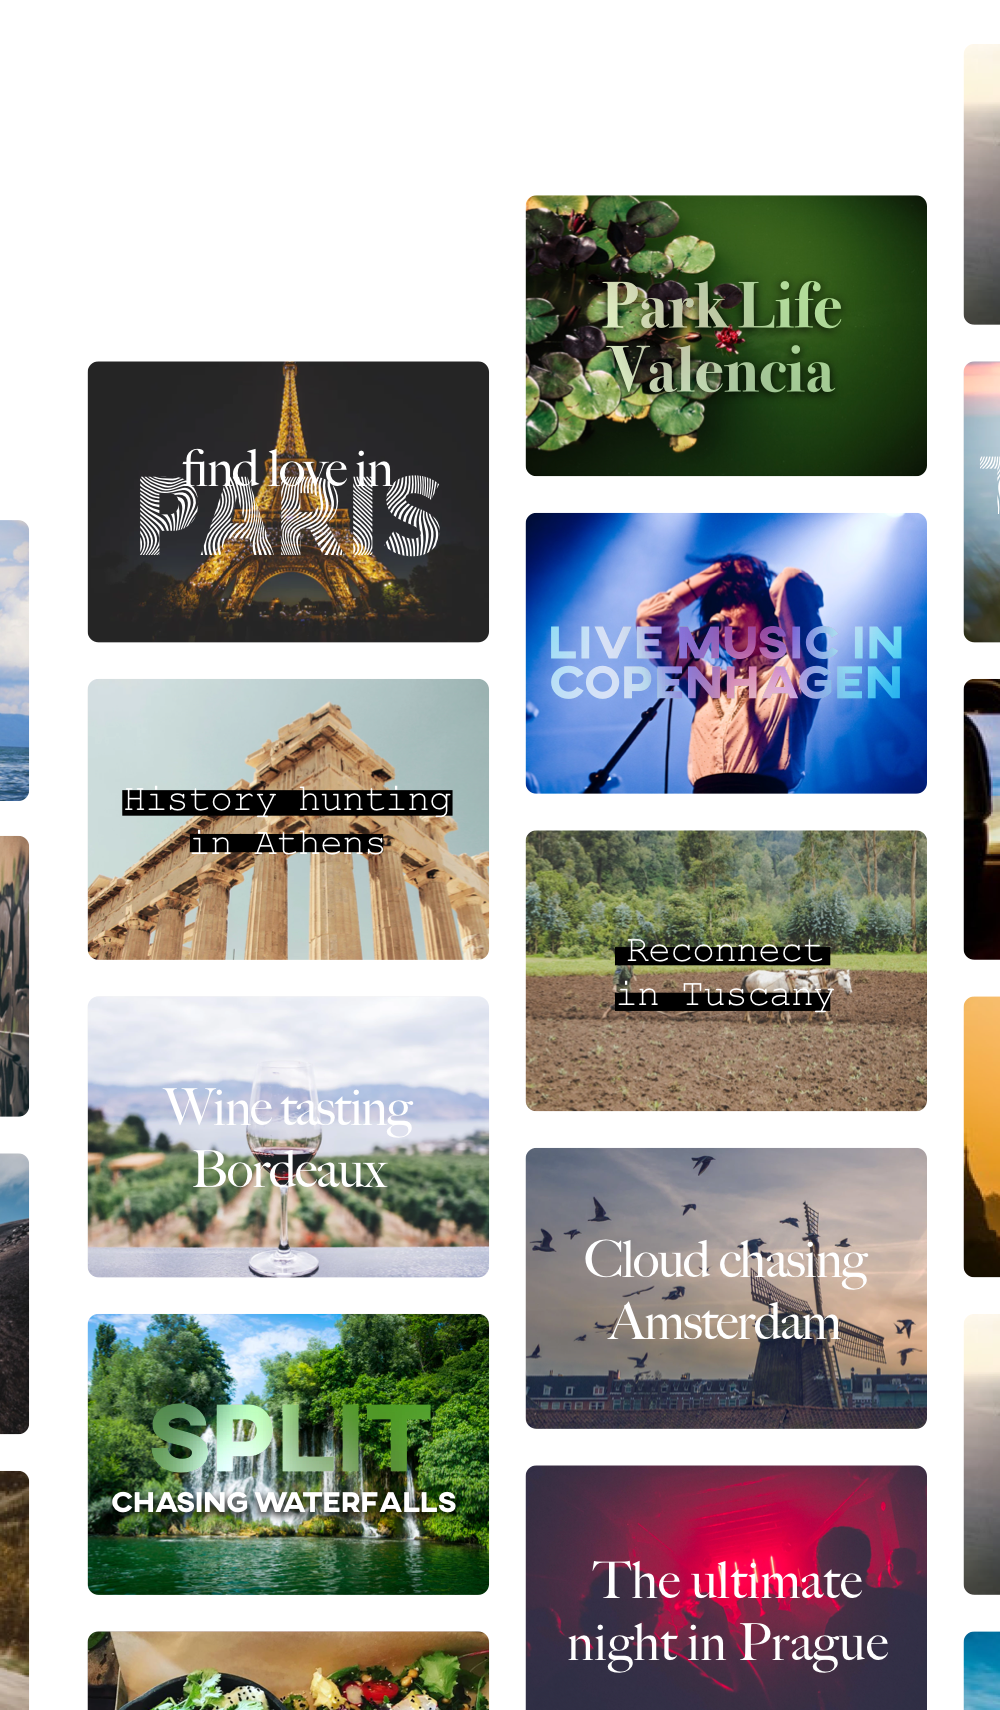 Park Life
Valencia
find love in
PARIS
LIVE MUSIC IN
COPENHAGEN
History hunting
in Athens
Reconnect
in Tuscany
Wine tasting
Bordeaux
Cloud chasing
Amsterdam
SPLIT
CHASING WATERFALLS
The ultimate
night in Prague